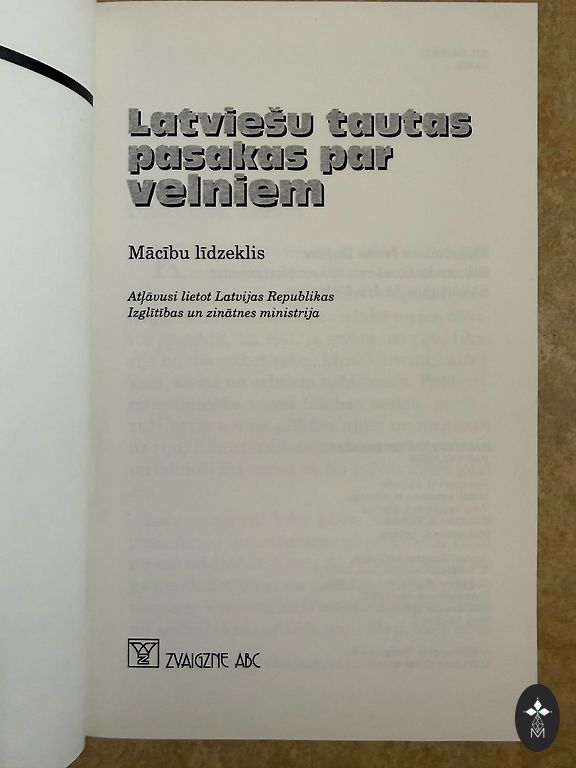 Latviešu tautas
pasakas par
velniem
Mācību līdzeklis
Atļāvusi lietot Latvijas Republikas
Izglītības un zinātnes ministrija
ZVAIGZNE ABC
M